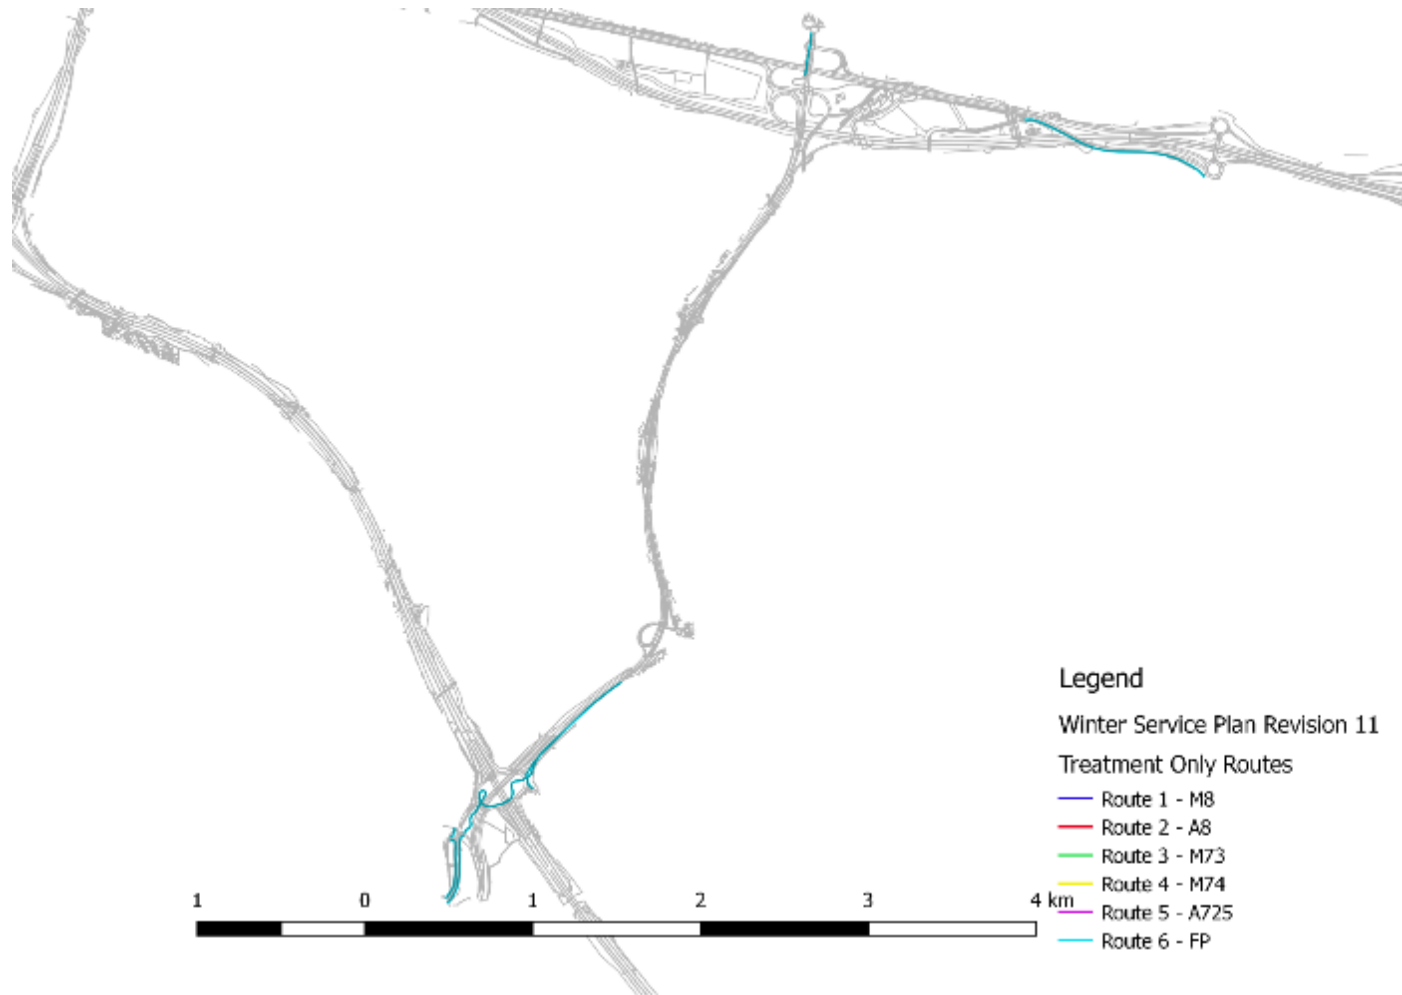 Legend
Winter Service Plan Revision 11
Treatment Only Routes
Route 1 - M8
Route 2 - A8
Route 3 - M73
Route 4 - M74
Route 5 - A725
Route 6 - FP
1 0 1 2 3 4 km